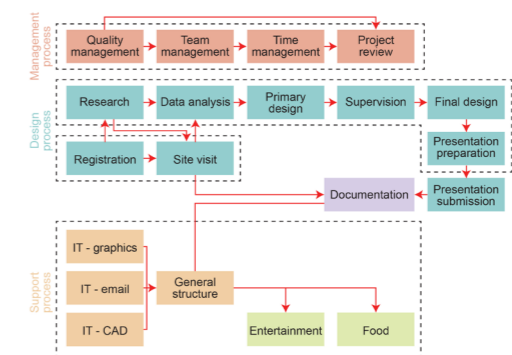 Management
process
Quality
management
Team
management
Time
management
Project
review
Design
process
Research
Data analysis
Primary
design
Supervision
Final design
Registration
Site visit
Presentation
preparation
Documentation
Presentation
submission
Support
process
IT - graphics
IT - email
General
structure
IT - CAD
Entertainment
Food